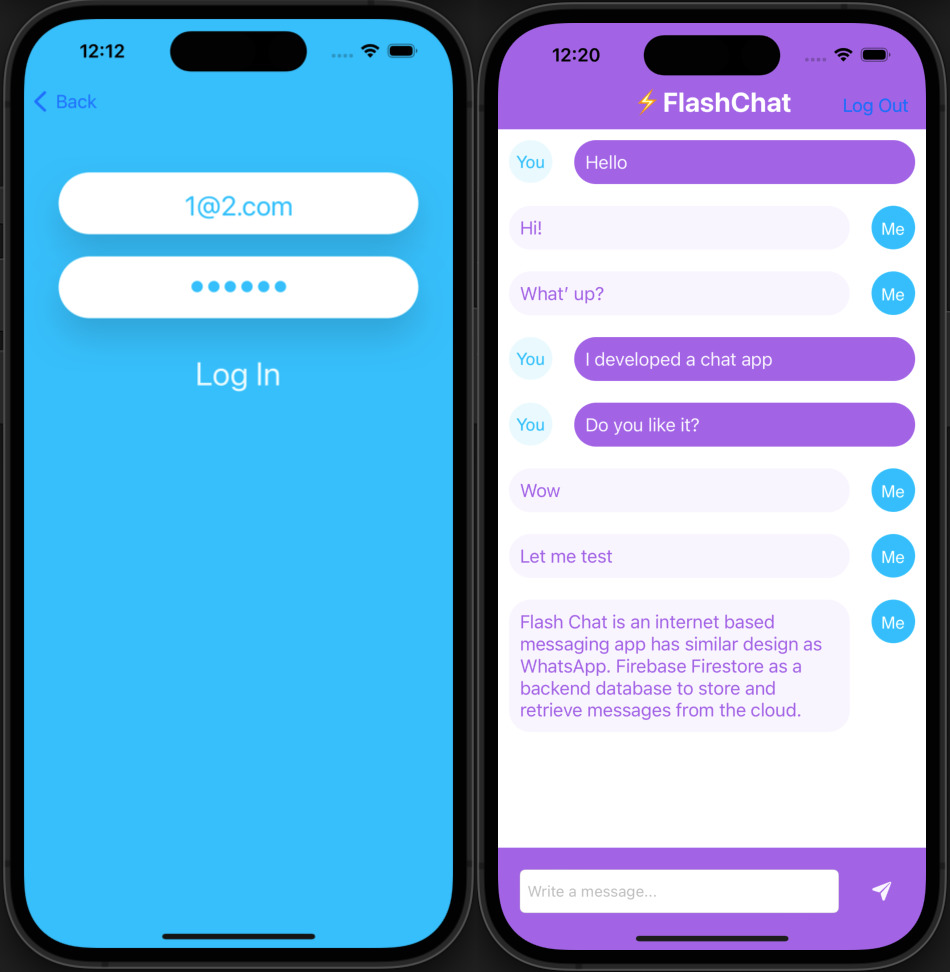 12:12
Back
1@2.com
Log In
12:20
⚡FlashChat
Log Out
You
Hello
Hi!
Me
What’ up?
Me
You
I developed a chat app
You
Do you like it?
Wow
Me
Let me test
Me
Flash Chat is an internet based
Me
messaging app has similar design as
WhatsApp. Firebase Firestore as a
backend database to store and
retrieve messages from the cloud.
Write a message...